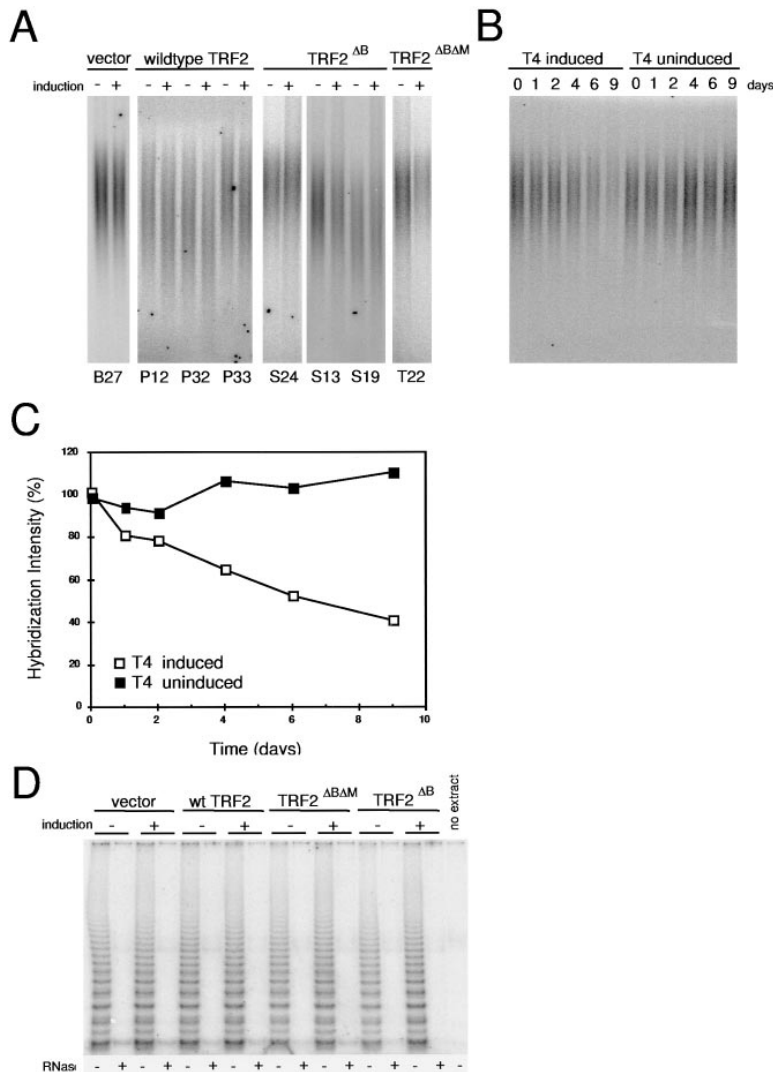 A
vector wildtype TRF2 TRF2 ΔB TRF2 ΔBΔM
induction - + - + - + - + - + - + - + - +
B27 P12 P32 P33 S24 S13 S19 T22
B
T4 induced T4 uninduced
0 1 2 4 6 9 0 1 2 4 6 9 days
C
Hybridization Intensity (%)
120
100
80
60
40
20
0
T4 induced
T4 uninduced
0 2 4 6 8 10
Time (days)
D
vector wt TRF2 TRF2 ΔBΔM TRF2 ΔB no extract
induction - + - + - + - +
RNase - + - + - + - + - + - + - + - + -